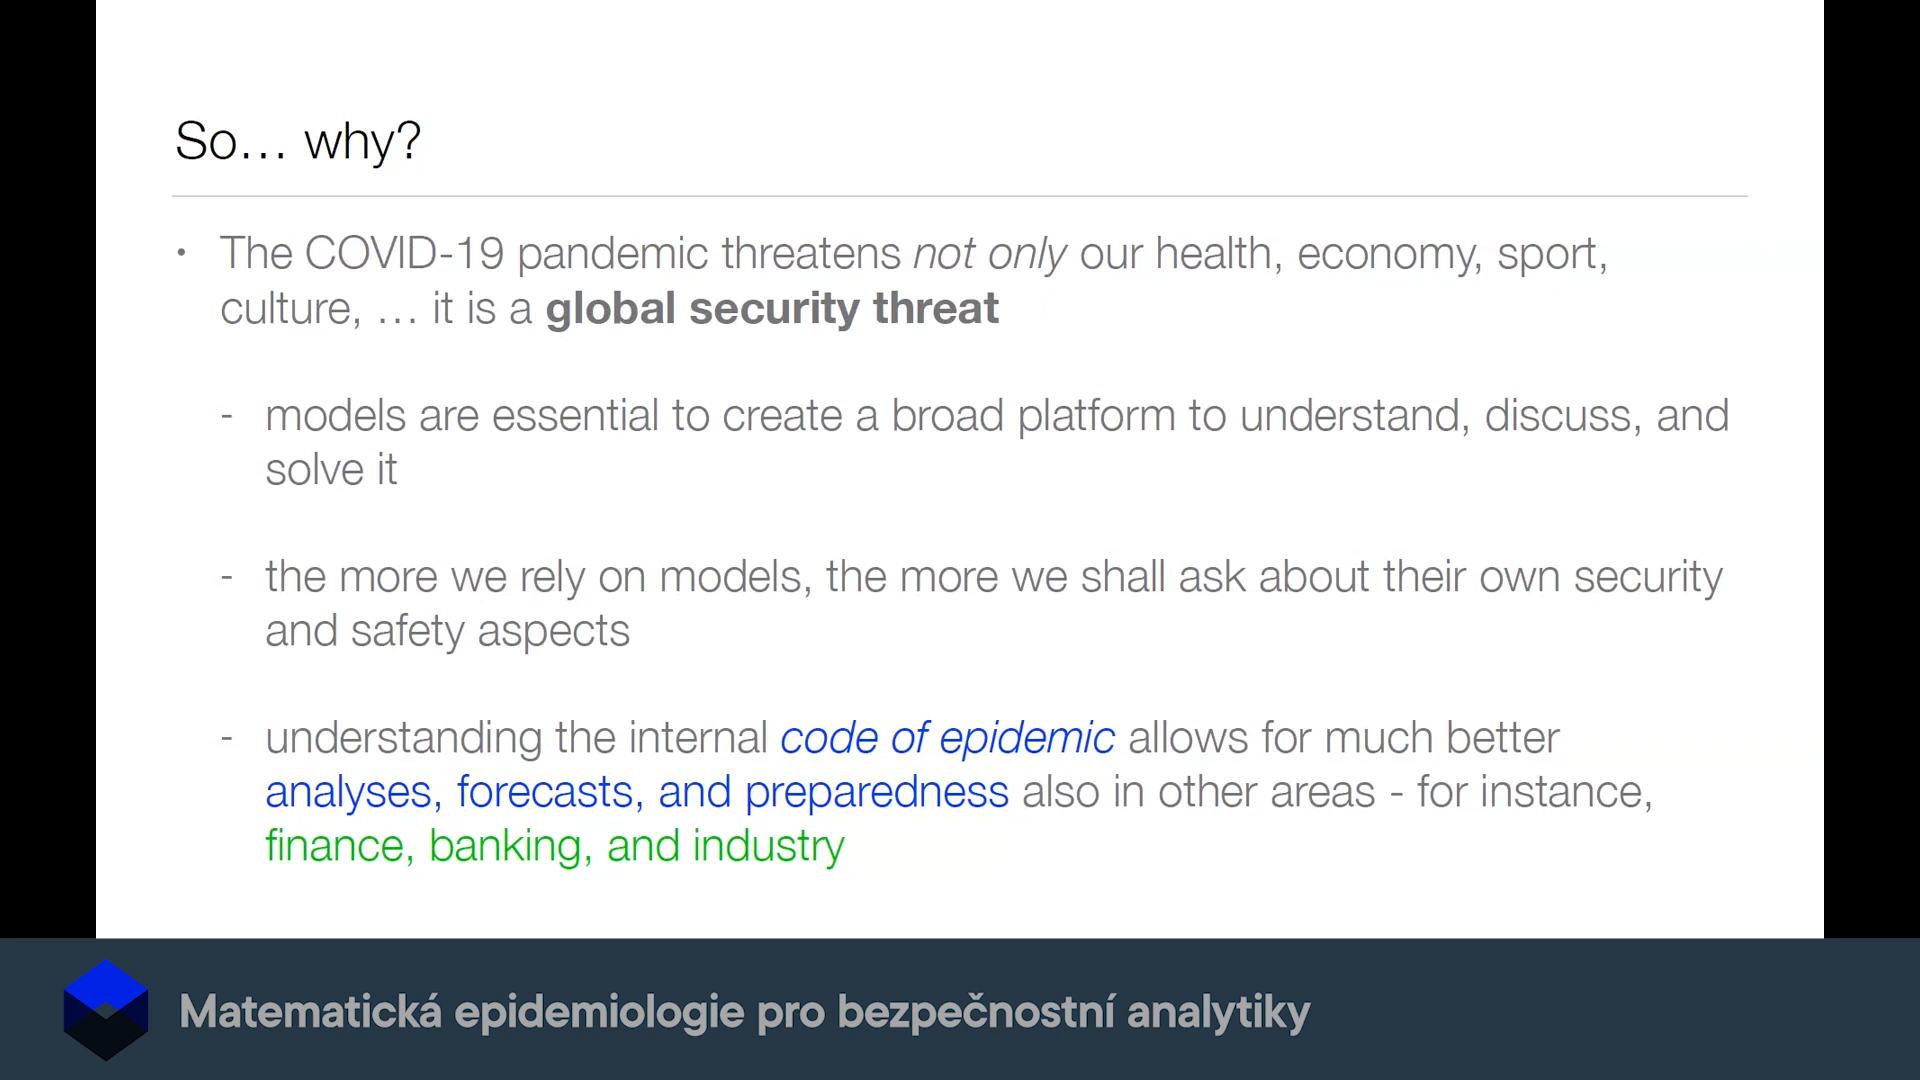 So… why?
• The COVID-19 pandemic threatens not only our health, economy, sport,
culture, … it is a global security threat
- models are essential to create a broad platform to understand, discuss, and
solve it
- the more we rely on models, the more we shall ask about their own security
and safety aspects
- understanding the internal code of epidemic allows for much better
analyses, forecasts, and preparedness also in other areas - for instance,
finance, banking, and industry
Matematická epidemiologie pro bezpečnostní analytiky